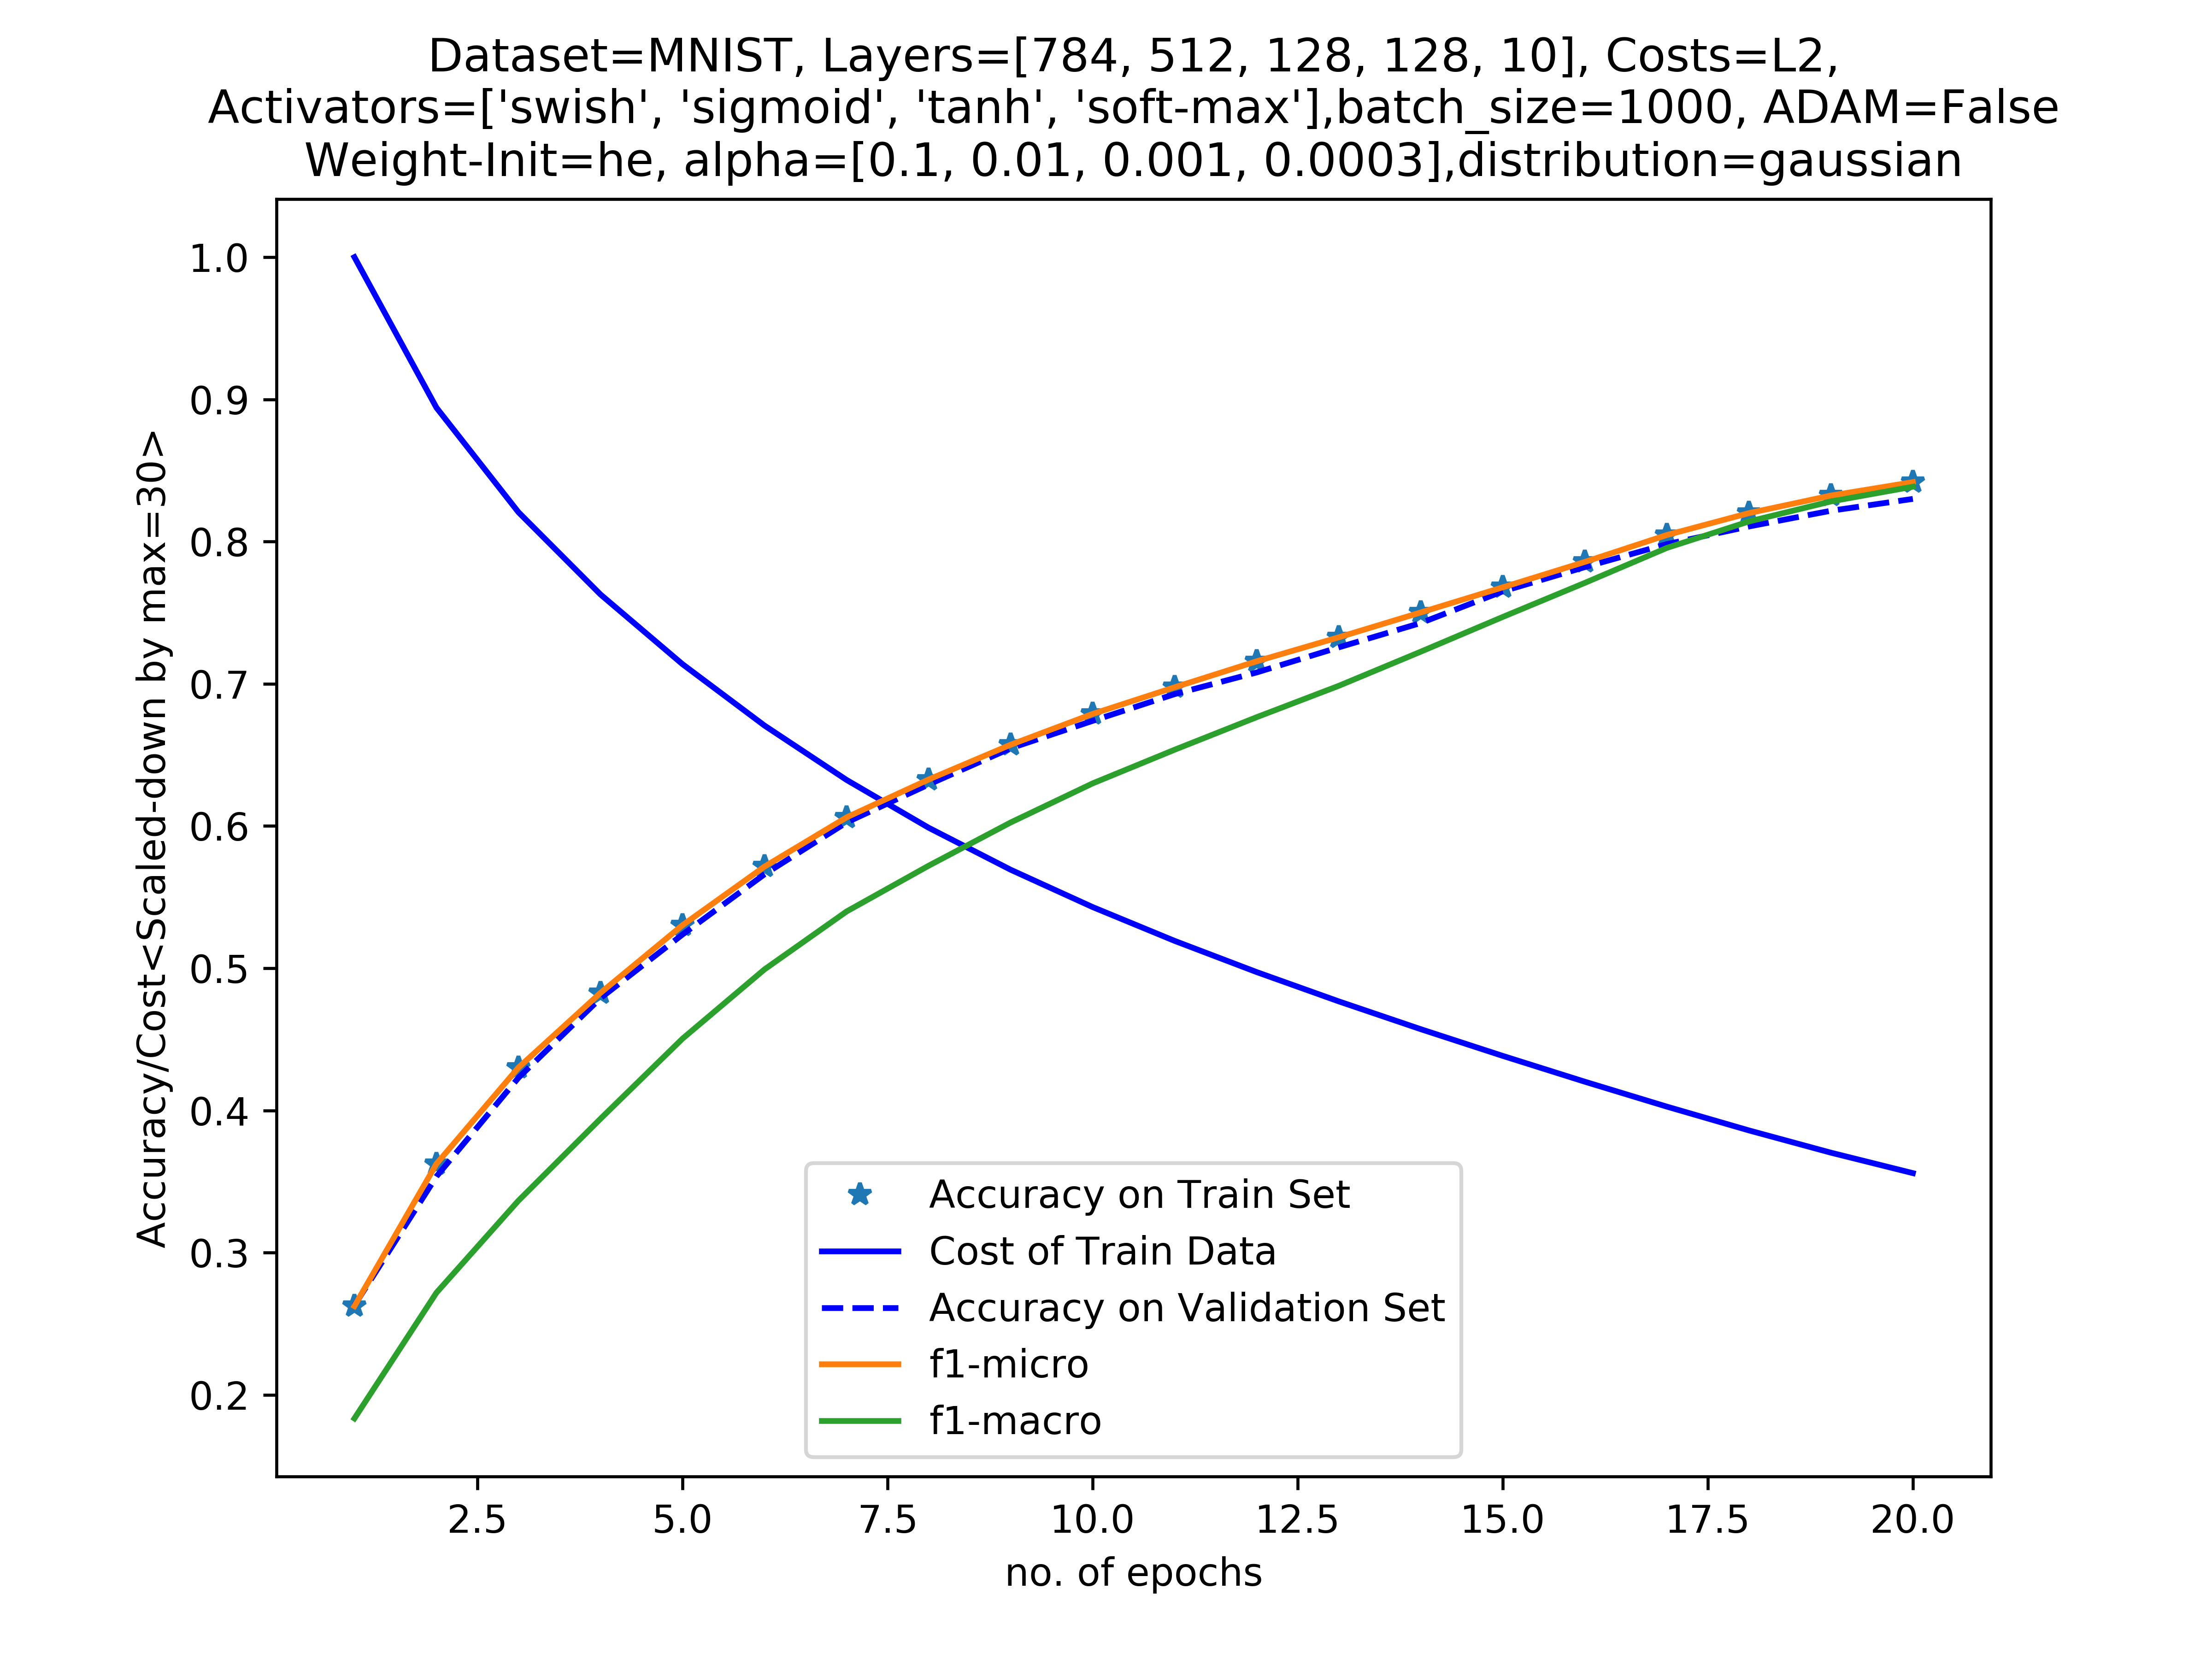 Dataset=MNIST, Layers=[784, 512, 128, 128, 10], Costs=L2,
Activators=['swish', 'sigmoid', 'tanh', 'soft-max'],batch_size=1000, ADAM=False
Weight-Init=he, alpha=[0.1, 0.01, 0.001, 0.0003],distribution=gaussian
Accuracy/Cost<Scaled-down by max=30>
1.0
0.9
0.8
0.7
0.6
0.5
0.4
0.3
0.2
Accuracy on Train Set
Cost of Train Data
Accuracy on Validation Set
f1-micro
f1-macro
2.5 5.0 7.5 10.0 12.5 15.0 17.5 20.0
no. of epochs